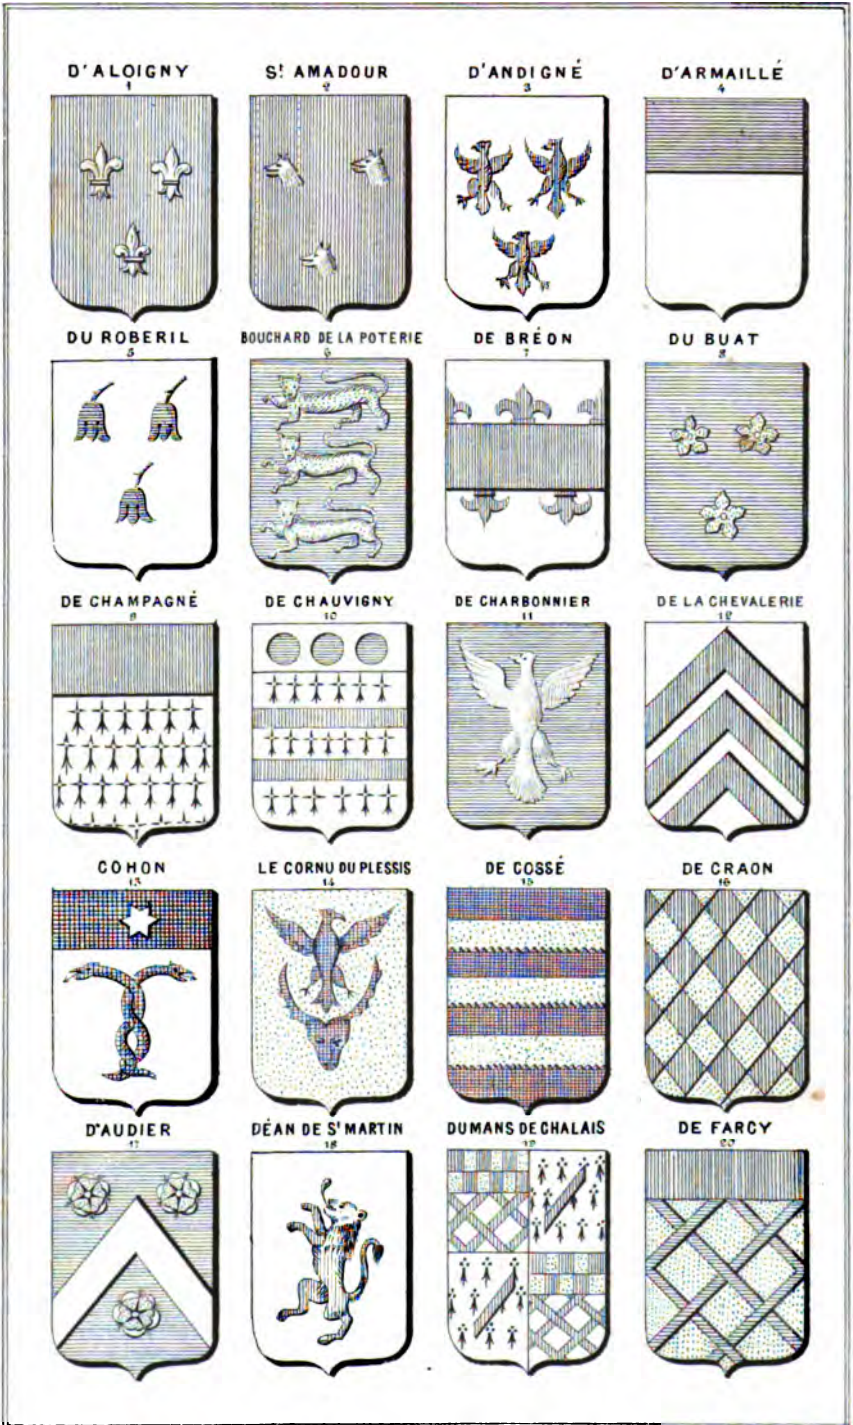 D'ALOIGNY
1
St AMADOUR
2
D'ANDIGNÉ
3
D'ARMAILLÉ
4
DU ROBERIL
5
BOUCHARD DE LA POTERIE
6
DE BRÉON
7
DU BUAT
8
DE CHAMPAGNÉ
9
DE CHAUVIGNY
10
DE CHARBONNIER
11
DE LA CHEVALERIE
12
COHON
13
LE CORNU DU PLESSIS
14
DE COSSÉ
15
DE CRAON
16
D'AUDIER
17
DÉAN DE St MARTIN
18
DUMANS DE CHALAIS
19
DE FARCY
20